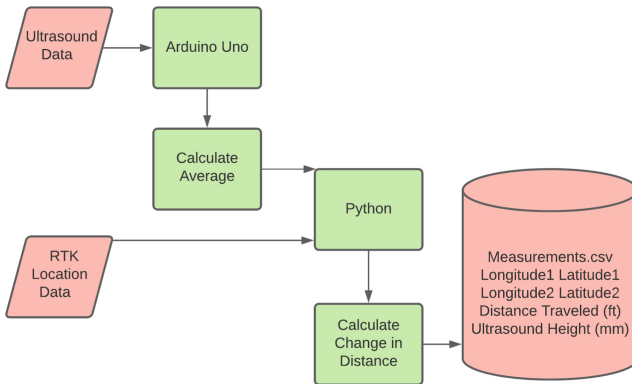 Ultrasound
Data
Arduino Uno
Calculate
Average
Python
RTK
Location
Data
Calculate
Change in
Distance
Measurements.csv
Longitude1 Latitude1
Longitude2 Latitude2
Distance Traveled (ft)
Ultrasound Height (mm)